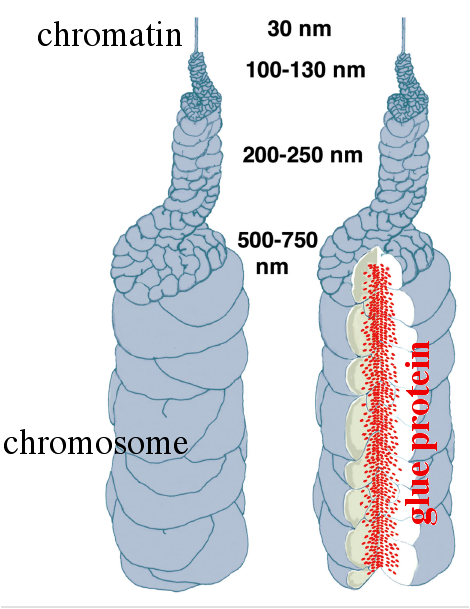 chromatin
30 nm
100-130 nm
200-250 nm
500-750
nm
chromosome
glue protein